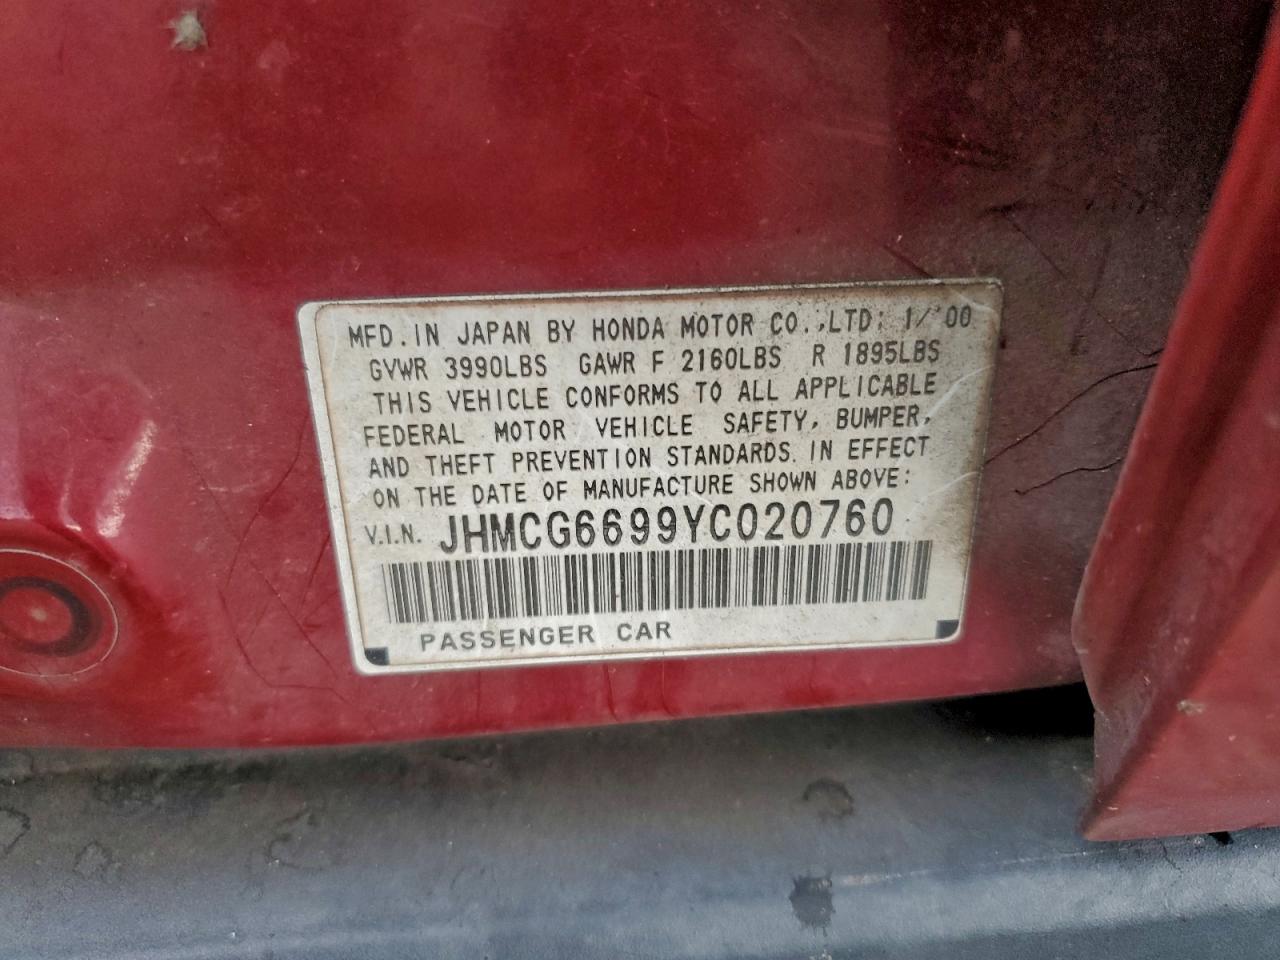 MFD. IN JAPAN BY HONDA MOTOR CO.,LTD: 1/'00
GVWR 3990LBS GAWR F 2160LBS R 1895LBS
THIS VEHICLE CONFORMS TO ALL APPLICABLE
FEDERAL MOTOR VEHICLE SAFETY, BUMPER,
AND THEFT PREVENTION STANDARDS. IN EFFECT
ON THE DATE OF MANUFACTURE SHOWN ABOVE:
V.I.N. JHMCG6699YC020760
PASSENGER CAR